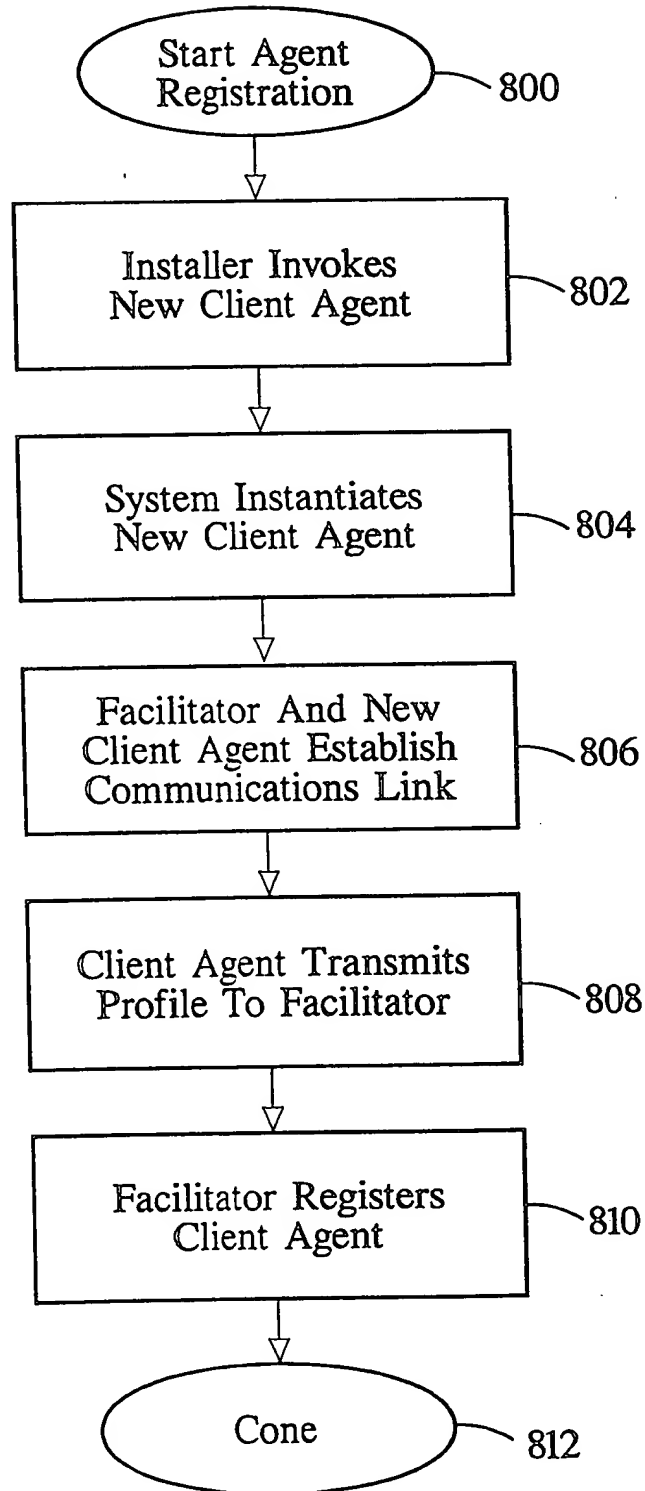 Start Agent
Registration
800
Installer Invokes
New Client Agent
802
System Instantiates
New Client Agent
804
Facilitator And New
Client Agent Establish
Communications Link
806
Client Agent Transmits
Profile To Facilitator
808
Facilitator Registers
Client Agent
810
Cone
812